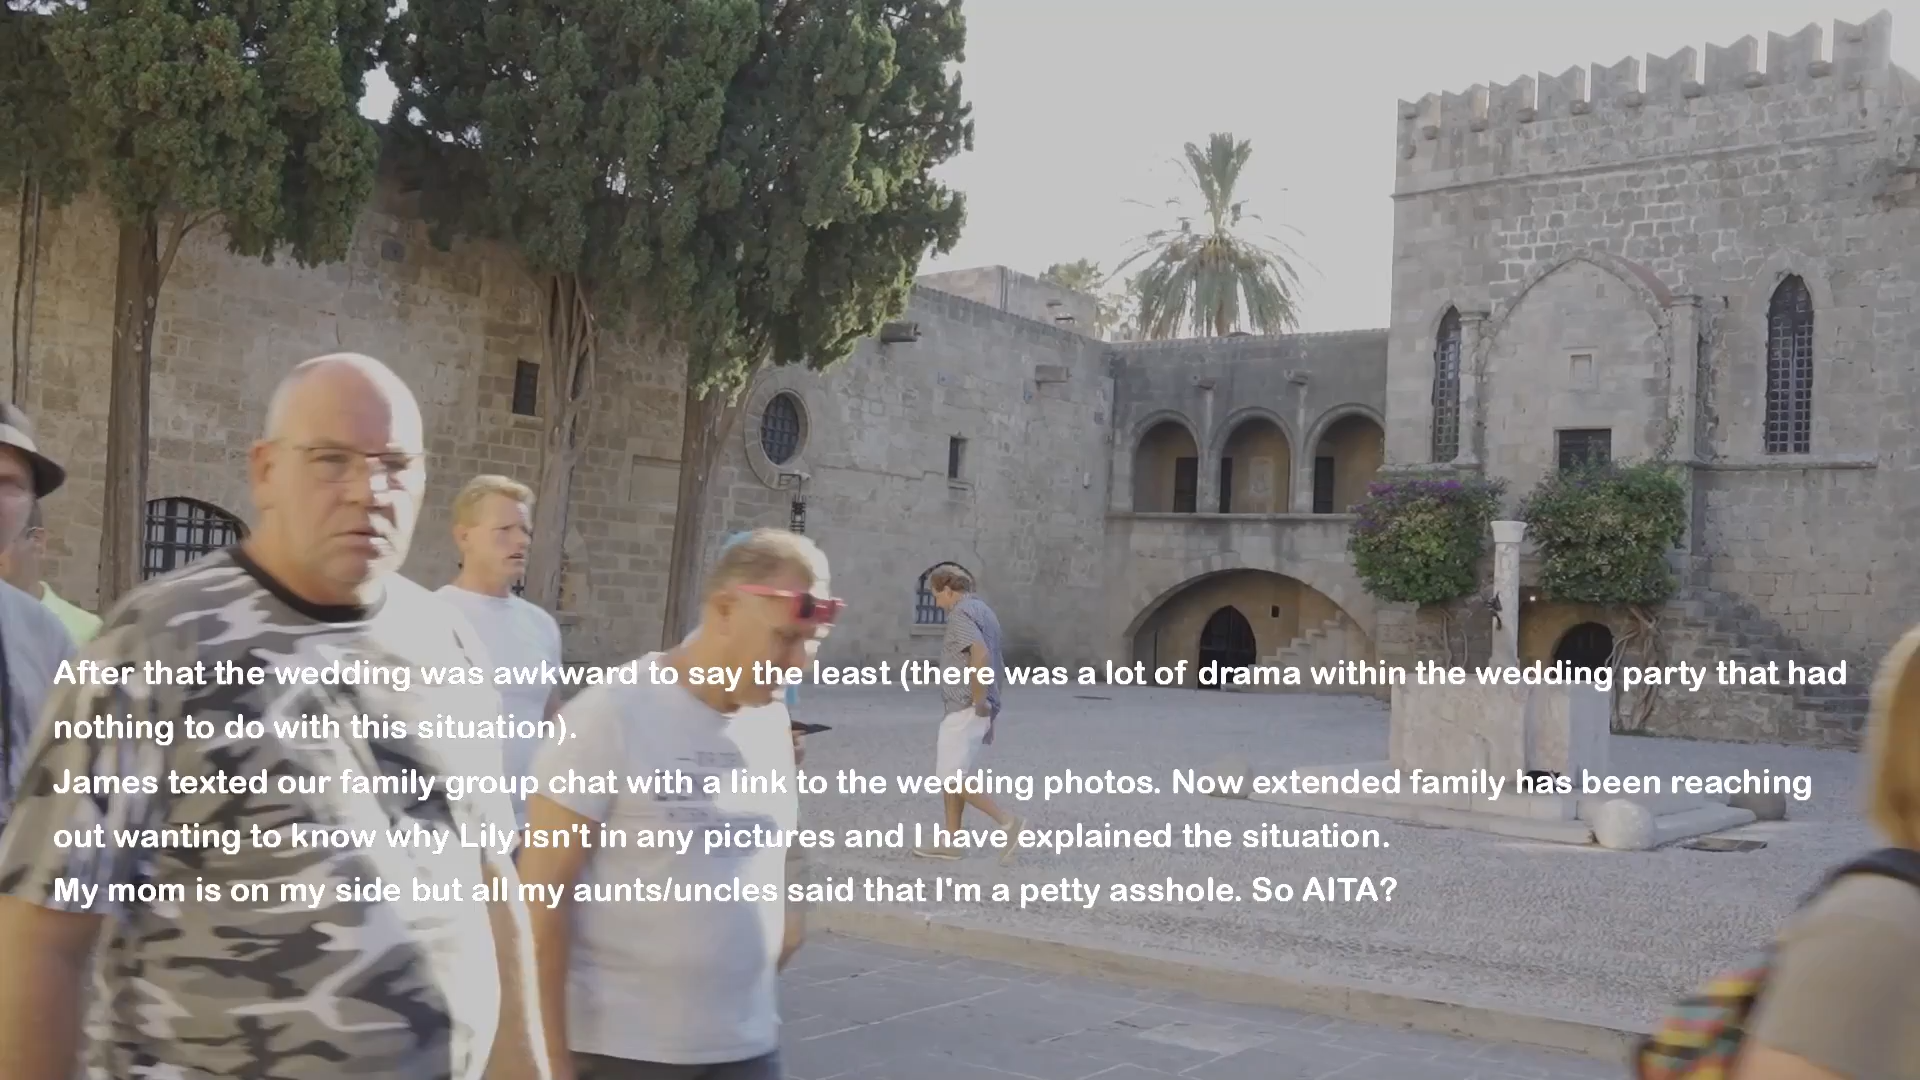 After that the wedding was awkward to say the least (there was a lot of drama within the wedding party that had
nothing to do with this situation).
James texted our family group chat with a link to the wedding photos. Now extended family has been reaching
out wanting to know why Lily isn't in any pictures and I have explained the situation.
My mom is on my side but all my aunts/uncles said that I'm a petty asshole. So AITA?